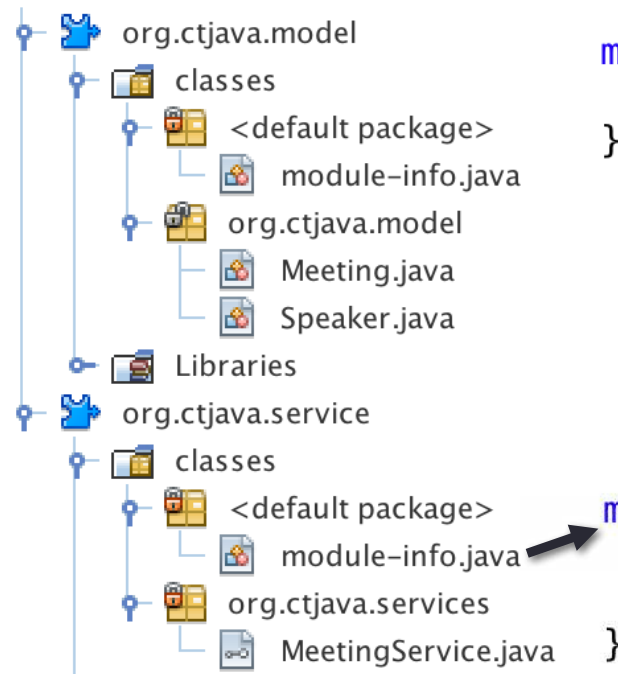 org.ctjava.model
m
classes
<default package>
}
module-info.java
org.ctjava.model
Meeting.java
Speaker.java
Libraries
org.ctjava.service
classes
<default package>
m
module-info.java
org.ctjava.services
MeetingService.java
}